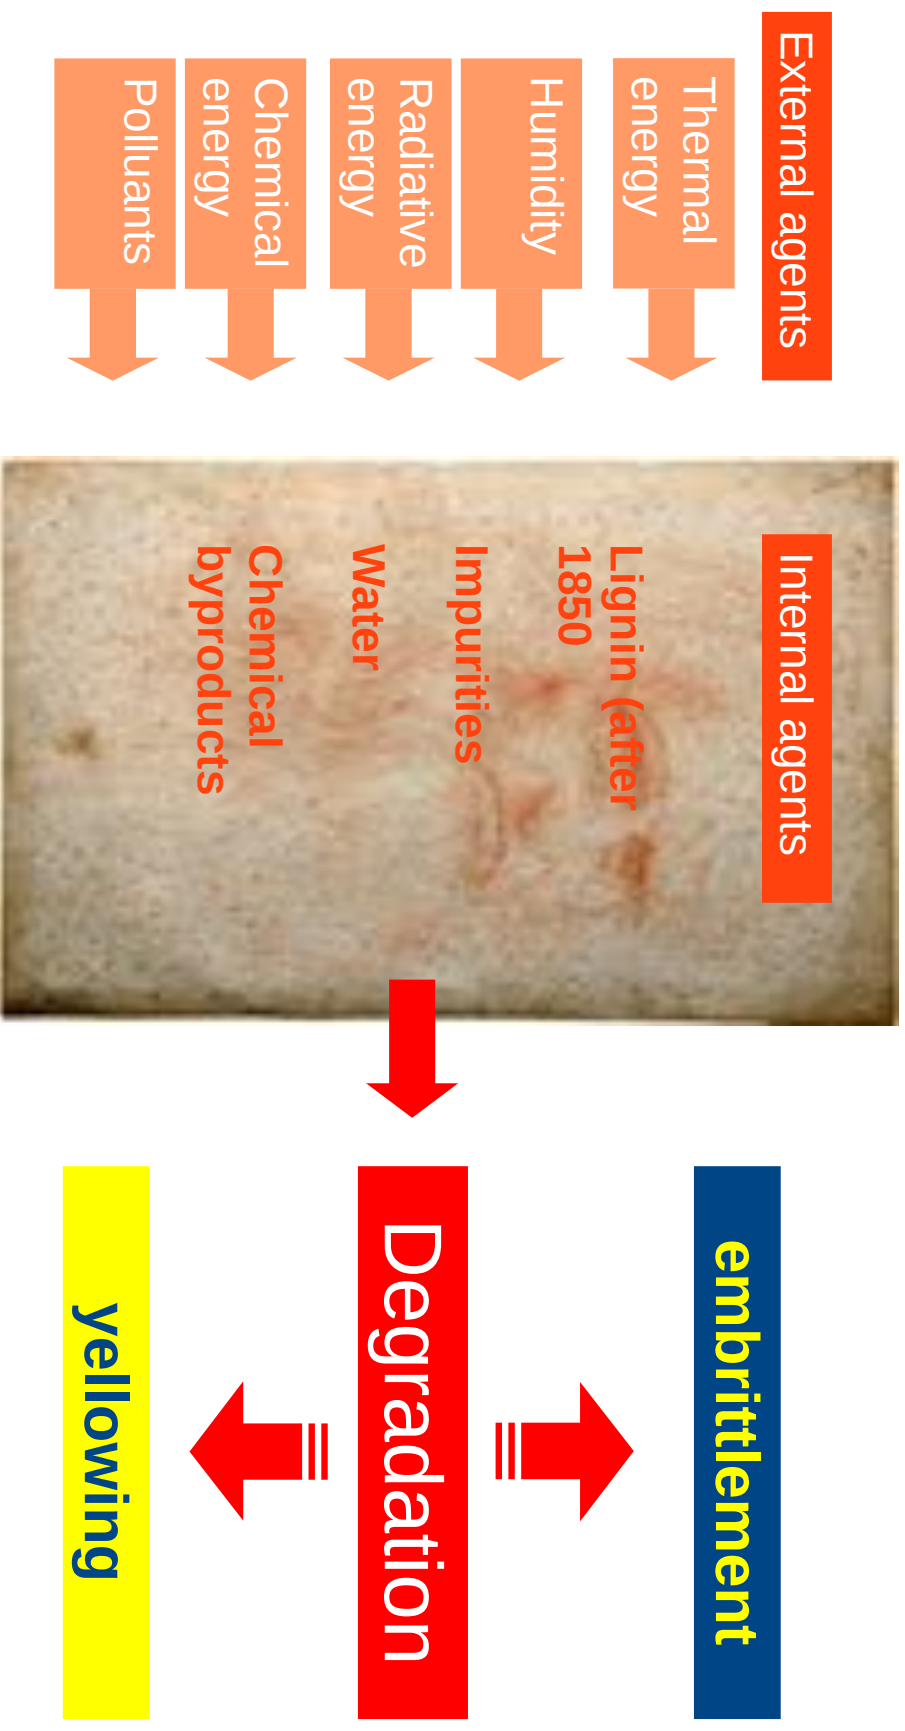 External agents
Thermal
energy
Humidity
Radiative
energy
Chemical
energy
Polluants
Internal agents
Lignin (after
1850
Impurities
Water
Chemical
byproducts
embrittlement
Degradation
yellowing